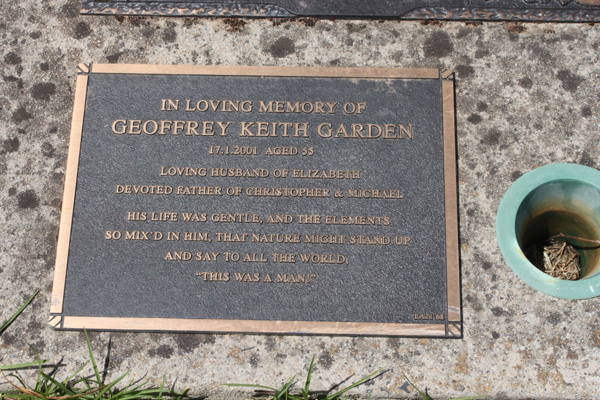 IN LOVING MEMORY OF
GEOFFREY KEITH GARDEN
17.1.2001 AGED 55
LOVING HUSBAND OF ELIZABETH
DEVOTED FATHER OF CHRISTOPHER & MICHAEL
HIS LIFE WAS GENTLE, AND THE ELEMENTS
SO MIX'D IN HIM, THAT NATURE MIGHT STAND UP
AND SAY TO ALL THE WORLD,
"THIS WAS A MAN!"